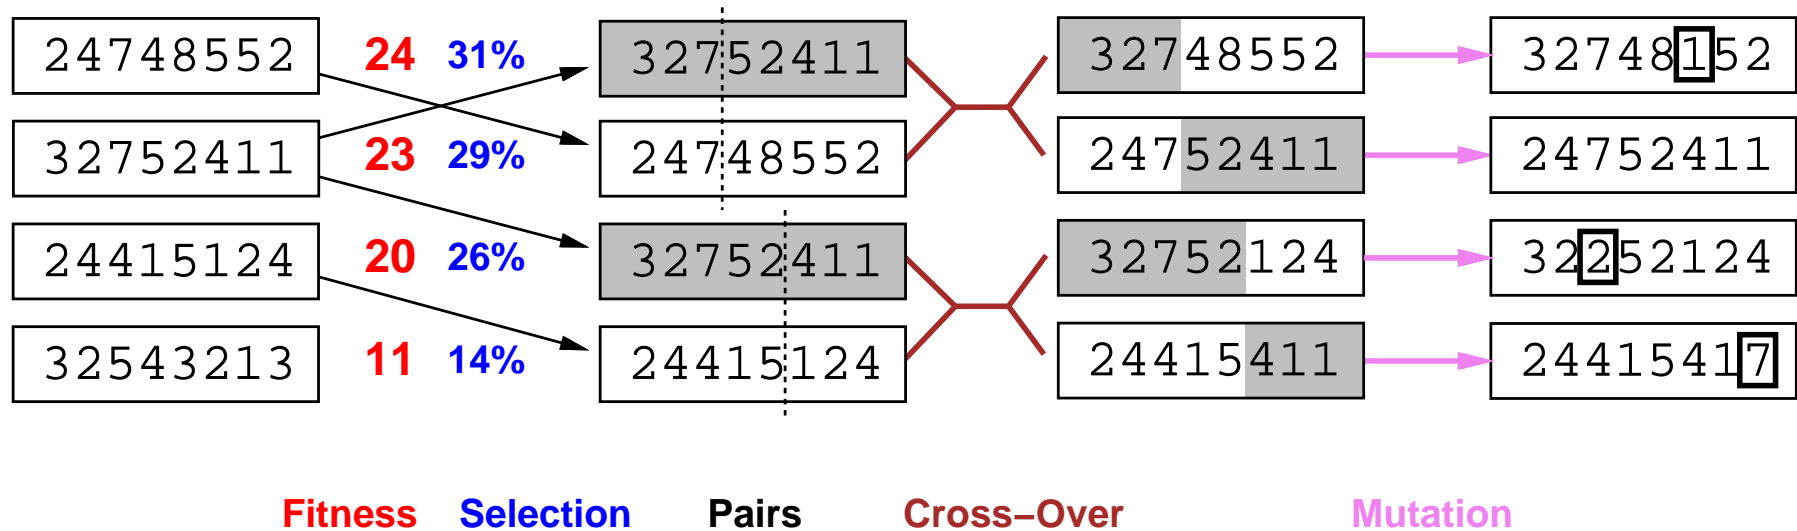 24748552 24 31% 32752411 32748552 32748152
32752411 23 29% 24748552 24752411 24752411
24415124 20 26% 32752411 32752124 32252124
32543213 11 14% 24415124 24415411 24415417
Fitness Selection Pairs Cross–Over Mutation